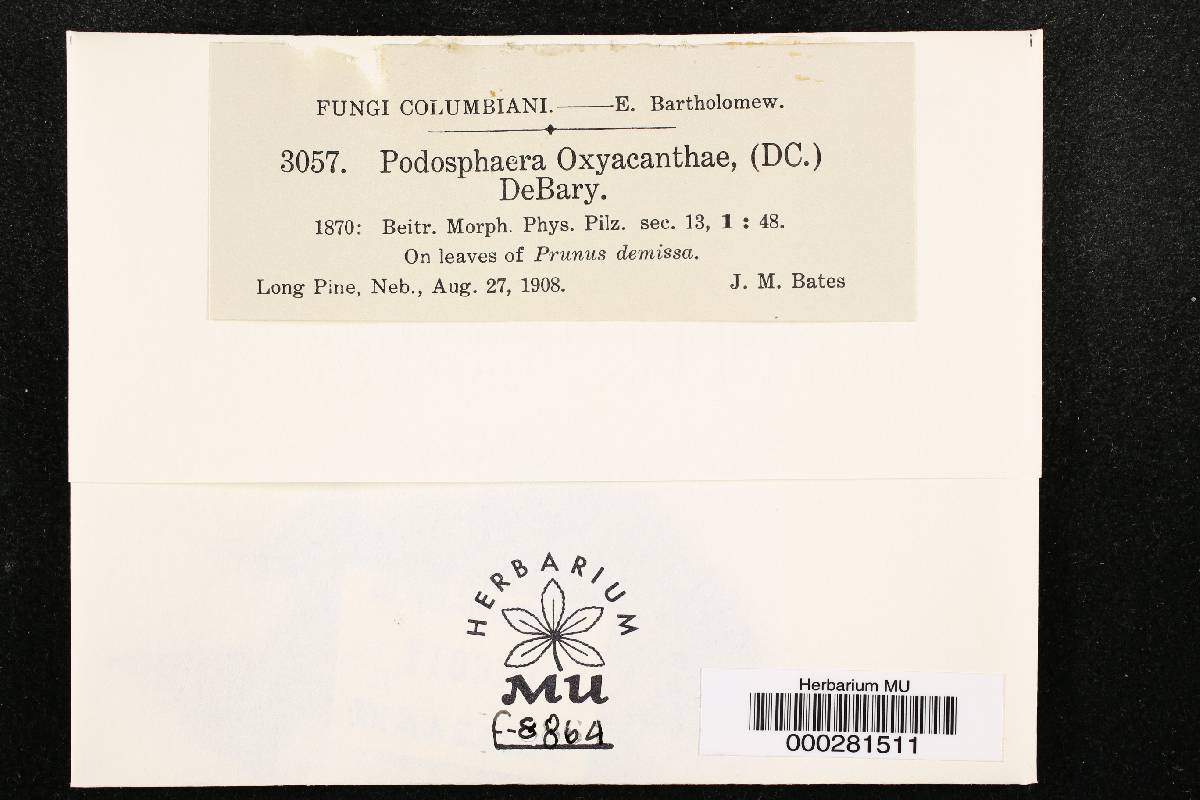 FUNGI COLUMBIANI.——E. Bartholomew.
3057. Podosphaera Oxyacanthae, (DC.)
DeBary.
1870: Beitr. Morph. Phys. Pilz. sec. 13, 1 : 48.
On leaves of Prunus demissa.
Long Pine, Neb., Aug. 27, 1908. J. M. Bates
HERBARIUM
MU
F-8864
Herbarium MU
000281511